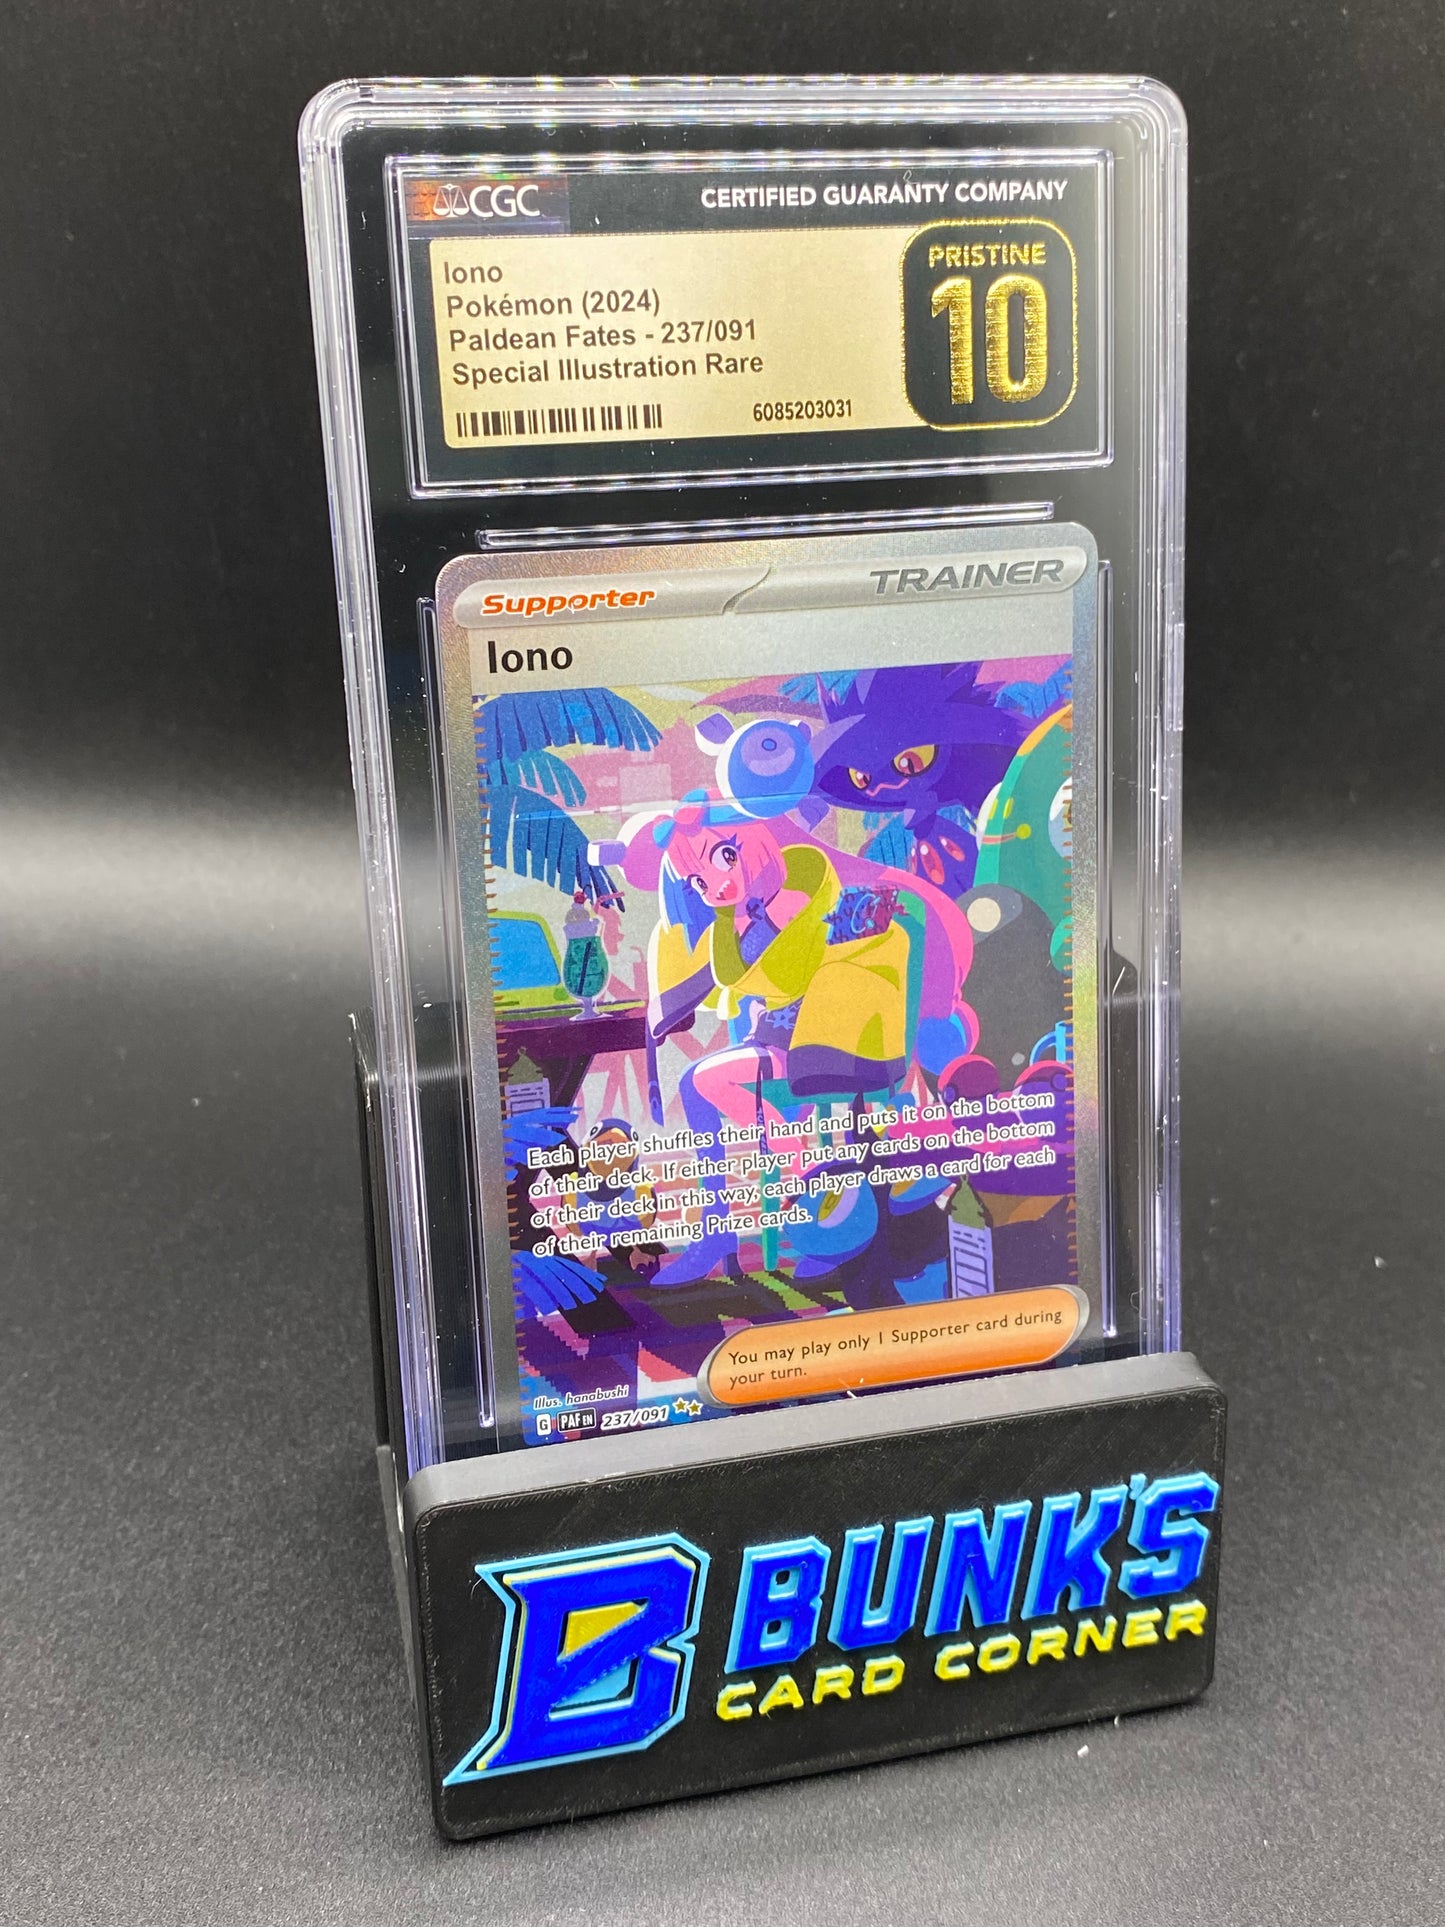 CGC
CERTIFIED GUARANTY COMPANY
Iono
Pokémon (2024)
Paldean Fates - 237/091
Special Illustration Rare
6085203031
PRISTINE
10
Supporter
TRAINER
Iono
Each player shuffles their hand and puts it on the bottom
of their deck. If either player put any cards on the bottom
of their deck in this way, each player draws a card for each
of their remaining Prize cards.
You may play only 1 Supporter card during
your turn.
Illus. hanabushi
G PAF EN 237/091
B
BUNK'S
CARD CORNER